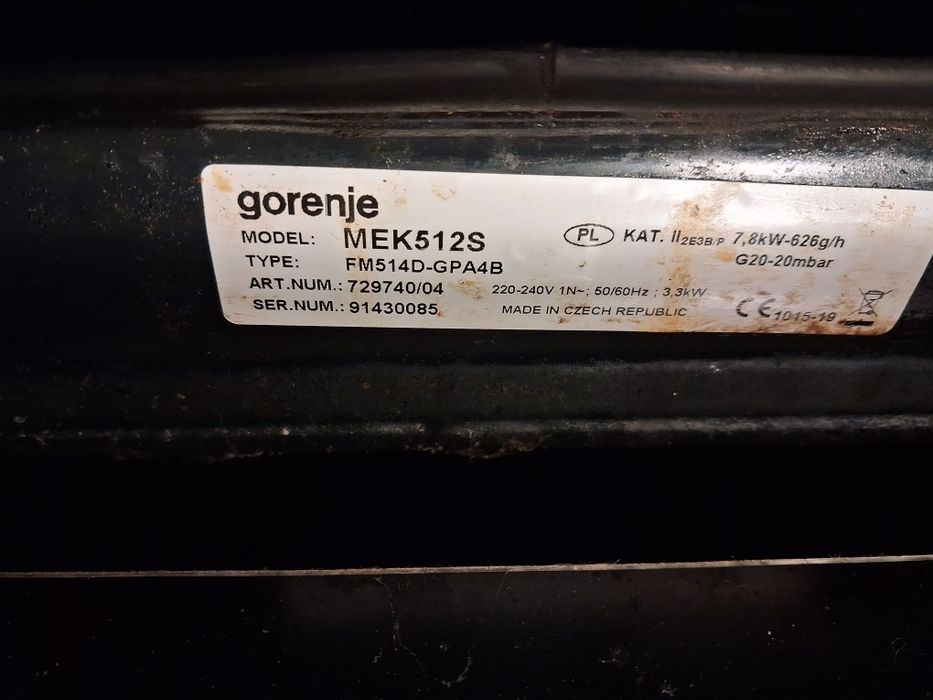 gorenje
MODEL: MEK512S
TYPE: FM514D-GPA4B
ART.NUM.: 729740/04
SER.NUM.: 91430085
PL KAT. II2E3B/P 7,8kW-626g/h
G20-20mbar
220-240V 1N~; 50/60Hz ; 3,3kW
MADE IN CZECH REPUBLIC
CE 1015-19